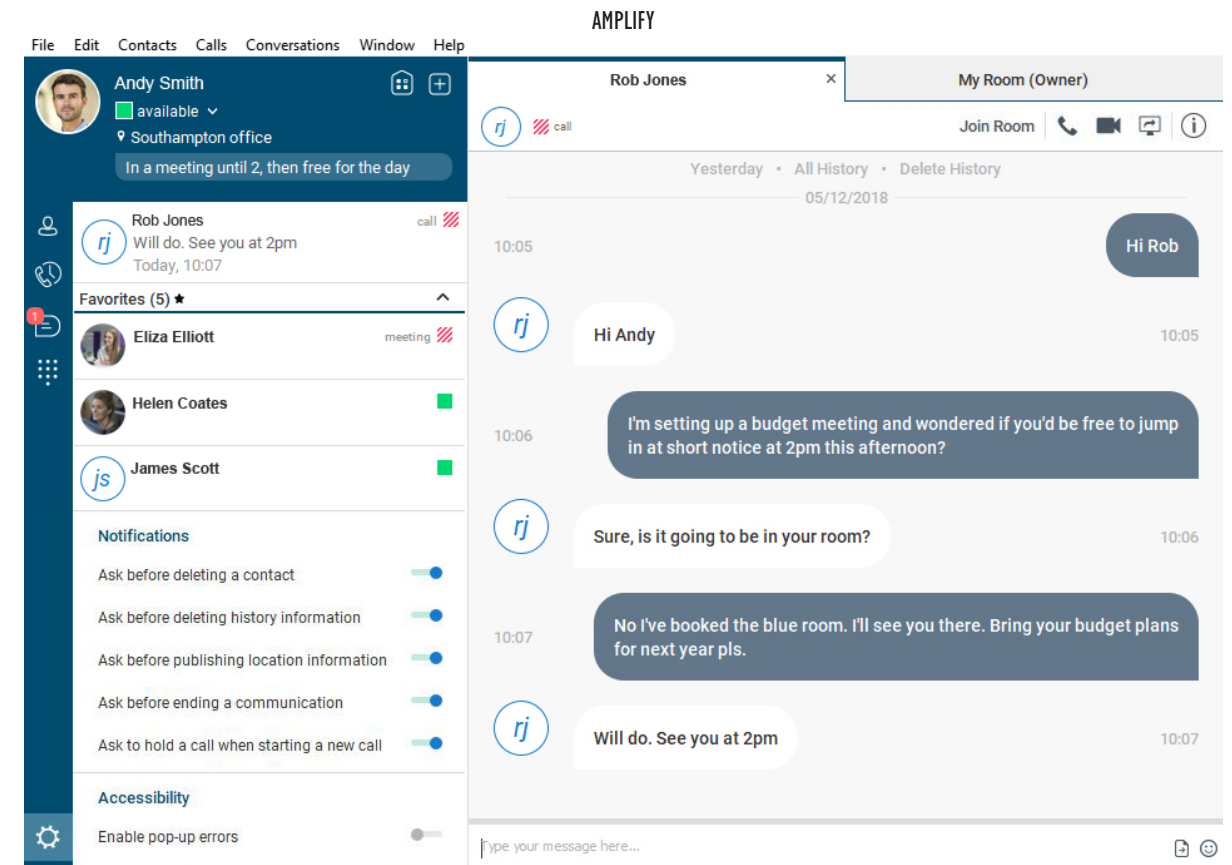 AMPLIFY
File Edit Contacts Calls Conversations Window Help
Andy Smith
available
Southampton office
In a meeting until 2, then free for the day
rj
Rob Jones
call
Will do. See you at 2pm
Today, 10:07
Favorites (5)
Eliza Elliott
meeting
1
Helen Coates
js
James Scott
Notifications
Ask before deleting a contact
Ask before deleting history information
Ask before publishing location information
Ask before ending a communication
Ask to hold a call when starting a new call
Accessibility
Enable pop-up errors
Rob Jones ×
My Room (Owner)
rj
call
Join Room
i
Yesterday • All History • Delete History
05/12/2018
10:05
Hi Rob
rj
Hi Andy
10:05
10:06
I'm setting up a budget meeting and wondered if you'd be free to jump
in at short notice at 2pm this afternoon?
rj
Sure, is it going to be in your room?
10:06
10:07
No I've booked the blue room. I'll see you there. Bring your budget plans
for next year pls.
rj
Will do. See you at 2pm
10:07
Type your message here...